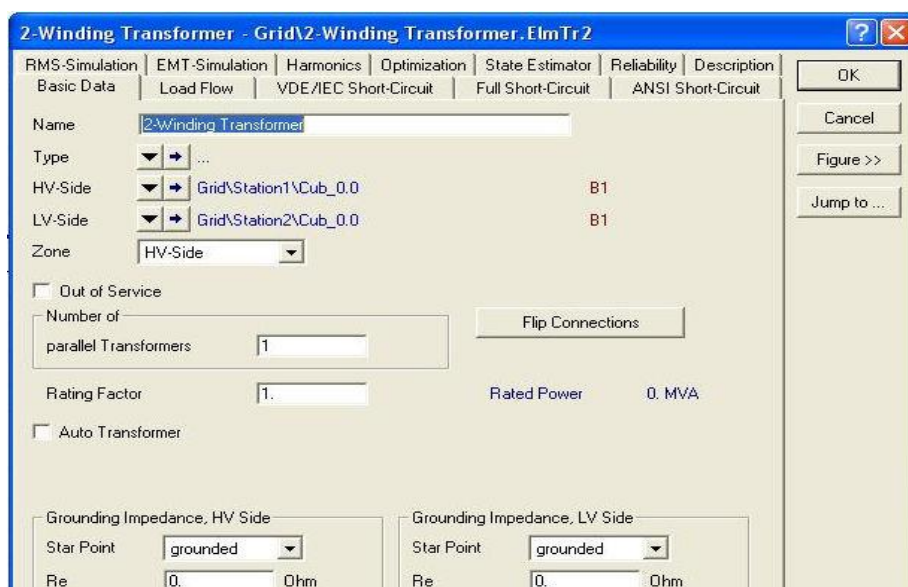 2-Winding Transformer - Grid\2-Winding Transformer.ElmTr2
RMS-Simulation EMT-Simulation Harmonics Optimization State Estimator Reliability Description
Basic Data Load Flow VDE/IEC Short-Circuit Full Short-Circuit ANSI Short-Circuit
OK
Cancel
Figure >>
Jump to ...
Name 2-Winding Transformer
Type ...
HV-Side Grid\Station1\Cub_0.0 B1
LV-Side Grid\Station2\Cub_0.0 B1
Zone HV-Side
Out of Service
Number of
parallel Transformers 1
Flip Connections
Rating Factor 1. Rated Power 0. MVA
Auto Transformer
Grounding Impedance, HV Side Grounding Impedance, LV Side
Star Point grounded Star Point grounded
Re 0. Ohm Re 0. Ohm